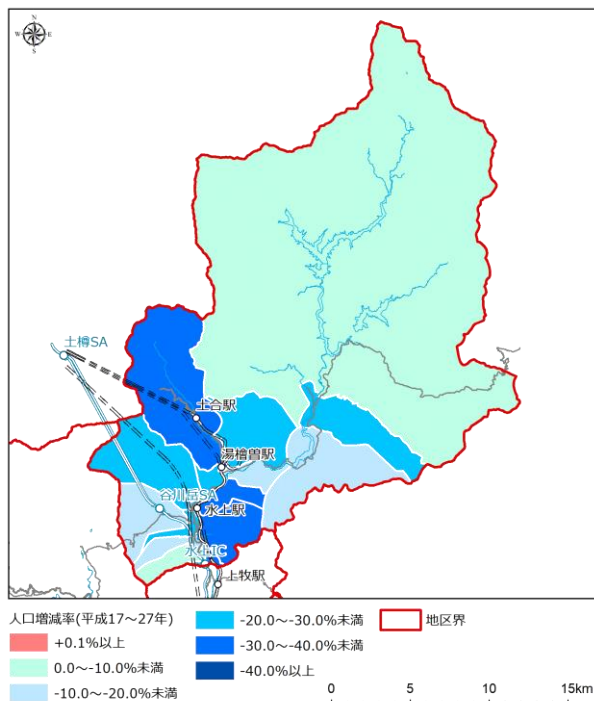 N
W E
S
土樽SA
土合駅
湯檜曽駅
谷川岳SA
水上駅
水上IC
上牧駅
人口増減率(平成17～27年)
+0.1%以上
0.0～-10.0%未満
-10.0～-20.0%未満
-20.0～-30.0%未満
-30.0～-40.0%未満
-40.0%以上
地区界
0 5 10 15km